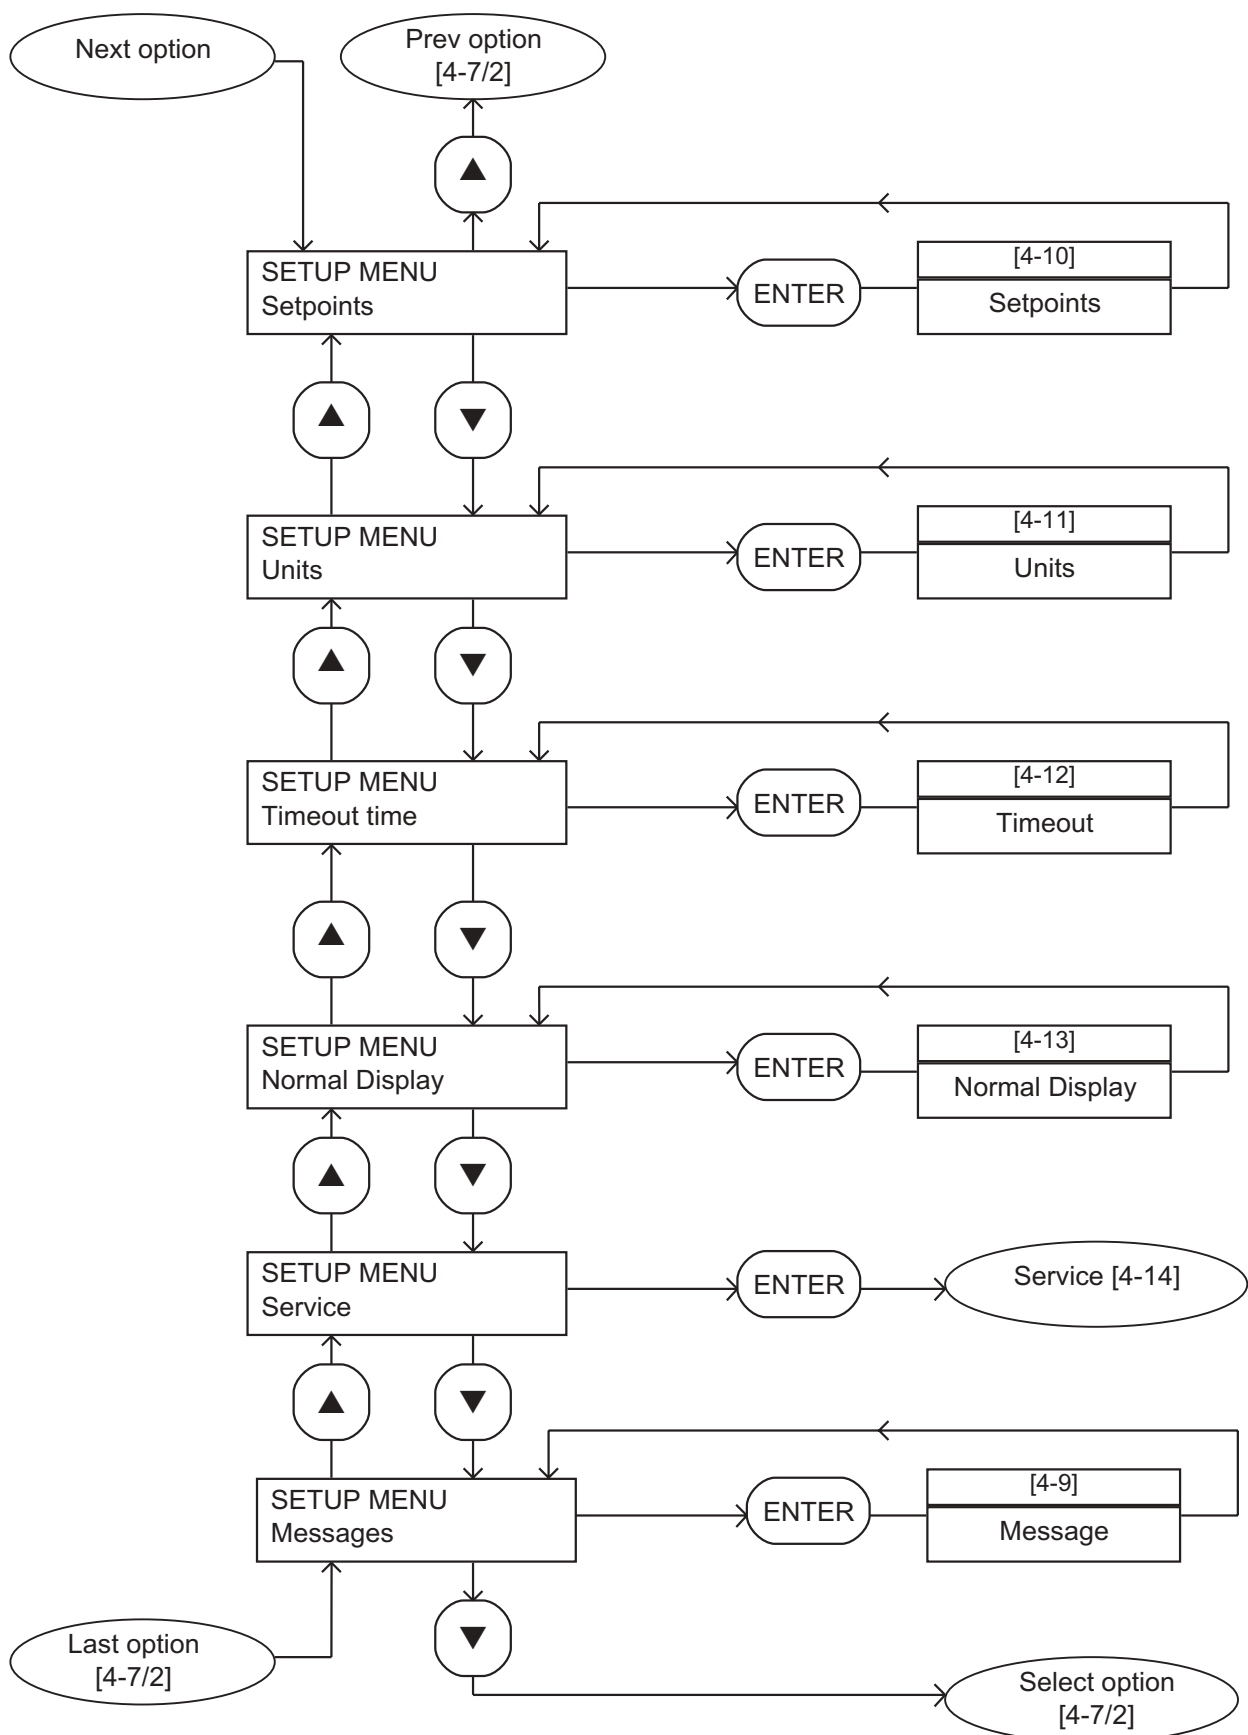 Next option
Prev option
[4-7/2]
SETUP MENU
Setpoints
ENTER
[4-10]
Setpoints
SETUP MENU
Units
ENTER
[4-11]
Units
SETUP MENU
Timeout time
ENTER
[4-12]
Timeout
SETUP MENU
Normal Display
ENTER
[4-13]
Normal Display
SETUP MENU
Service
ENTER
Service [4-14]
SETUP MENU
Messages
ENTER
[4-9]
Message
Last option
[4-7/2]
Select option
[4-7/2]